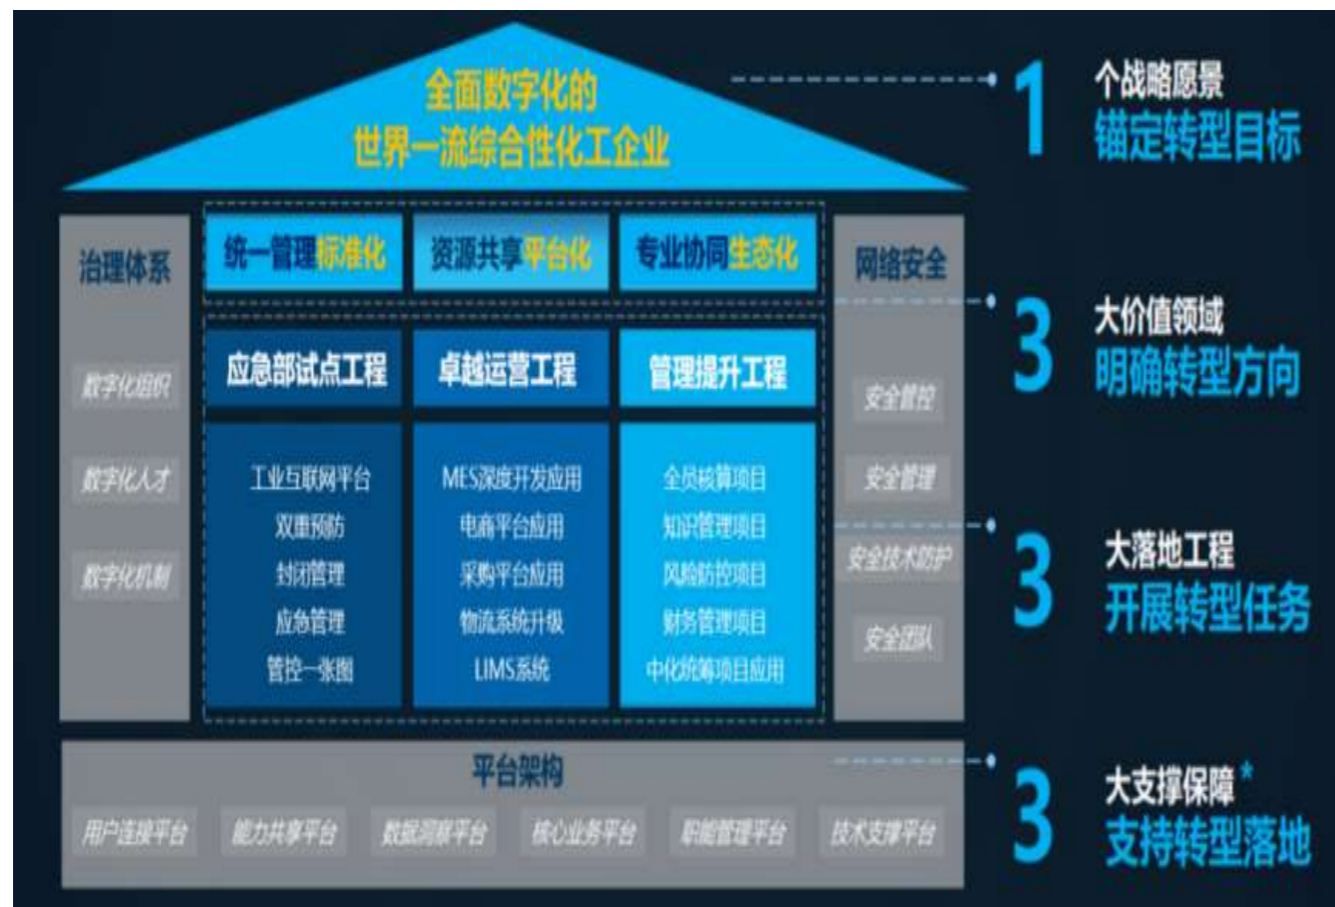 全面数字化的
世界一流综合性化工企业
1 个战略愿景
锚定转型目标
治理体系
数字化组织
数字化人才
数字化机制
统一管理标准化
资源共享平台化
专业协同生态化
应急部试点工程
工业互联网平台
双重预防
封闭管理
应急管理
管控一张图
卓越运营工程
MES深度开发应用
电商平台应用
采购平台应用
物流系统升级
LIMS系统
管理提升工程
全员核算项目
知识管理项目
风险防控项目
财务管理项目
中化统筹项目应用
网络安全
安全管控
安全管理
安全技术防护
安全团队
3 大价值领域
明确转型方向
3 大落地工程
开展转型任务
平台架构
用户连接平台
能力共享平台
数据洞察平台
核心业务平台
职能管理平台
技术支撑平台
3 大支撑保障*
支持转型落地